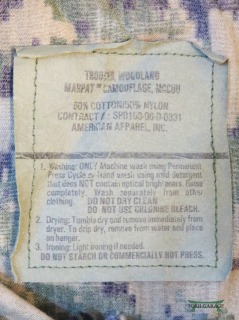 TROUSER, WOODLAND
MARPAT CAMOUFLAGE, MCCUU
50% COTTON/50% NYLON
CONTRACT #: SPO100-06-D-0331
AMERICAN APPAREL, INC.
1. Washing: ONLY Machine wash using Permanent
Press Cycle or Hand wash using mild detergent
that does NOT contain optical brighteners. Rinse
completely. Wash separately from other
clothing. DO NOT DRY CLEAN
DO NOT USE CHLORINE BLEACH.
2. Drying: Tumble dry and remove immediately from
dryer. To drip dry, remove from water and place
on hanger.
3. Ironing: Light ironing if needed.
DO NOT STARCH OR COMMERCIALLY HOT PRESS.